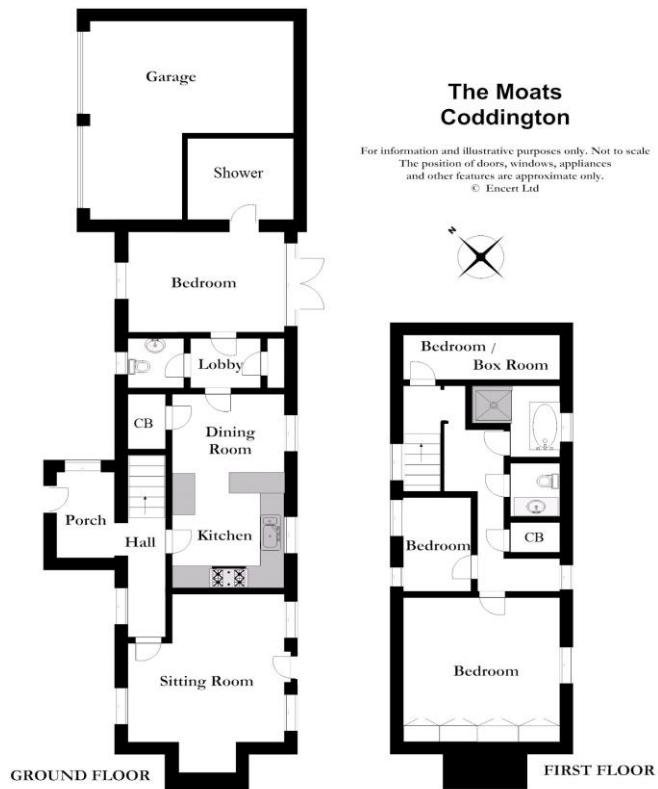 The Moats
Coddington
For information and illustrative purposes only. Not to scale
The position of doors, windows, appliances
and other features are approximate only.
© Encert Ltd
N
Garage
Shower
Bedroom
Lobby
CB
Dining
Room
Kitchen
Porch
Hall
Sitting Room
GROUND FLOOR
Bedroom /
Box Room
CB
Bedroom
Bedroom
FIRST FLOOR